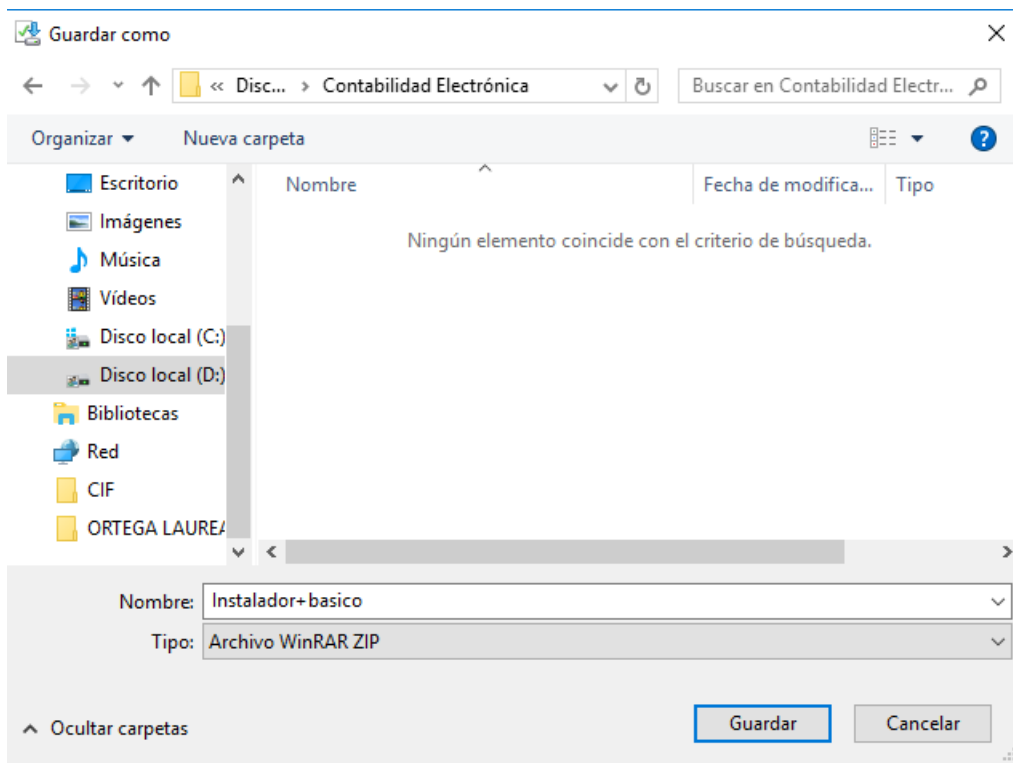 Guardar como
« Disc... › Contabilidad Electrónica
Buscar en Contabilidad Electr...
Organizar
Nueva carpeta
Nombre
Fecha de modifica...
Tipo
Ningún elemento coincide con el criterio de búsqueda.
Escritorio
Imágenes
Música
Vídeos
Disco local (C:)
Disco local (D:)
Bibliotecas
Red
CIF
ORTEGA LAUREA
Nombre: Instalador+basico
Tipo: Archivo WinRAR ZIP
Ocultar carpetas
Guardar
Cancelar